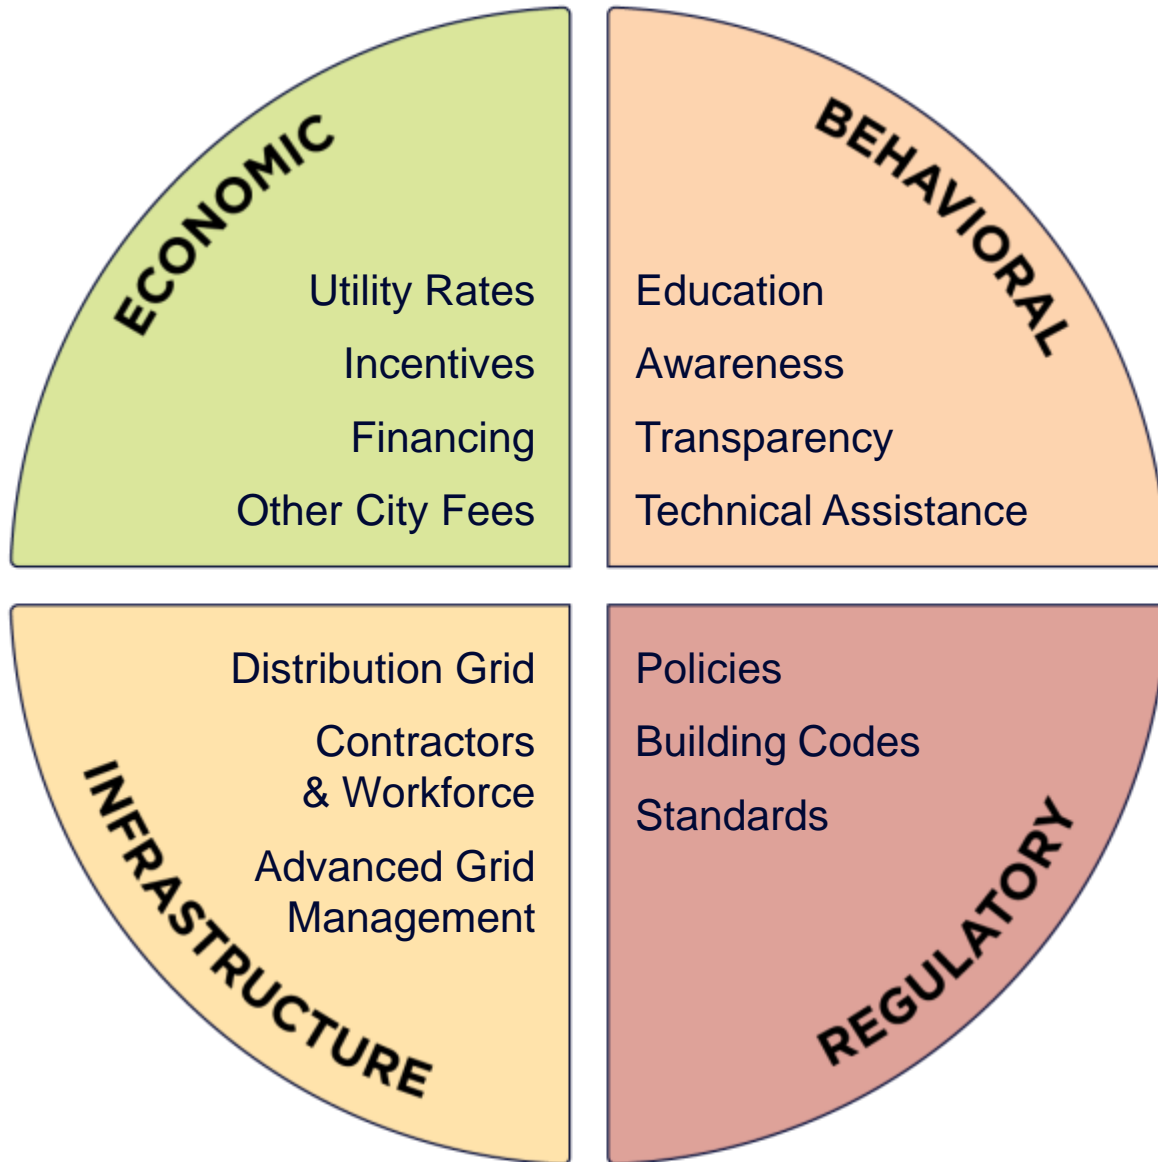 ECONOMIC
Utility Rates
Incentives
Financing
Other City Fees
BEHAVIORAL
Education
Awareness
Transparency
Technical Assistance
INFRASTRUCTURE
Distribution Grid
Contractors
& Workforce
Advanced Grid
Management
REGULATORY
Policies
Building Codes
Standards